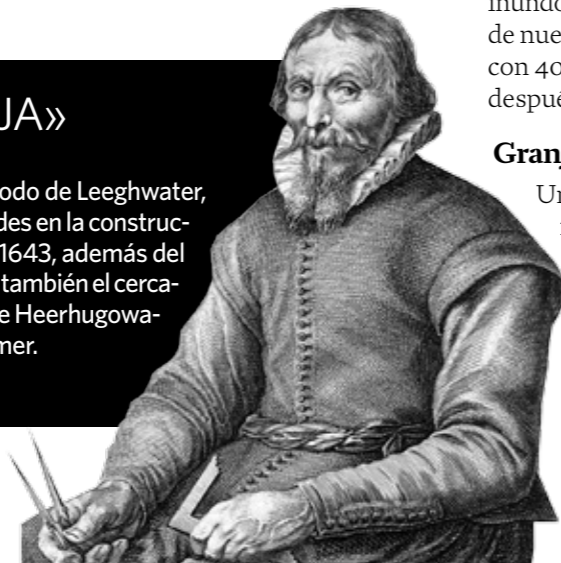 JA»
odo de Leeghwater,
des en la construc-
1643, además del
también el cerca-
e Heerhugowa-
mer.
de nue
con 40
despué
Gran
Un